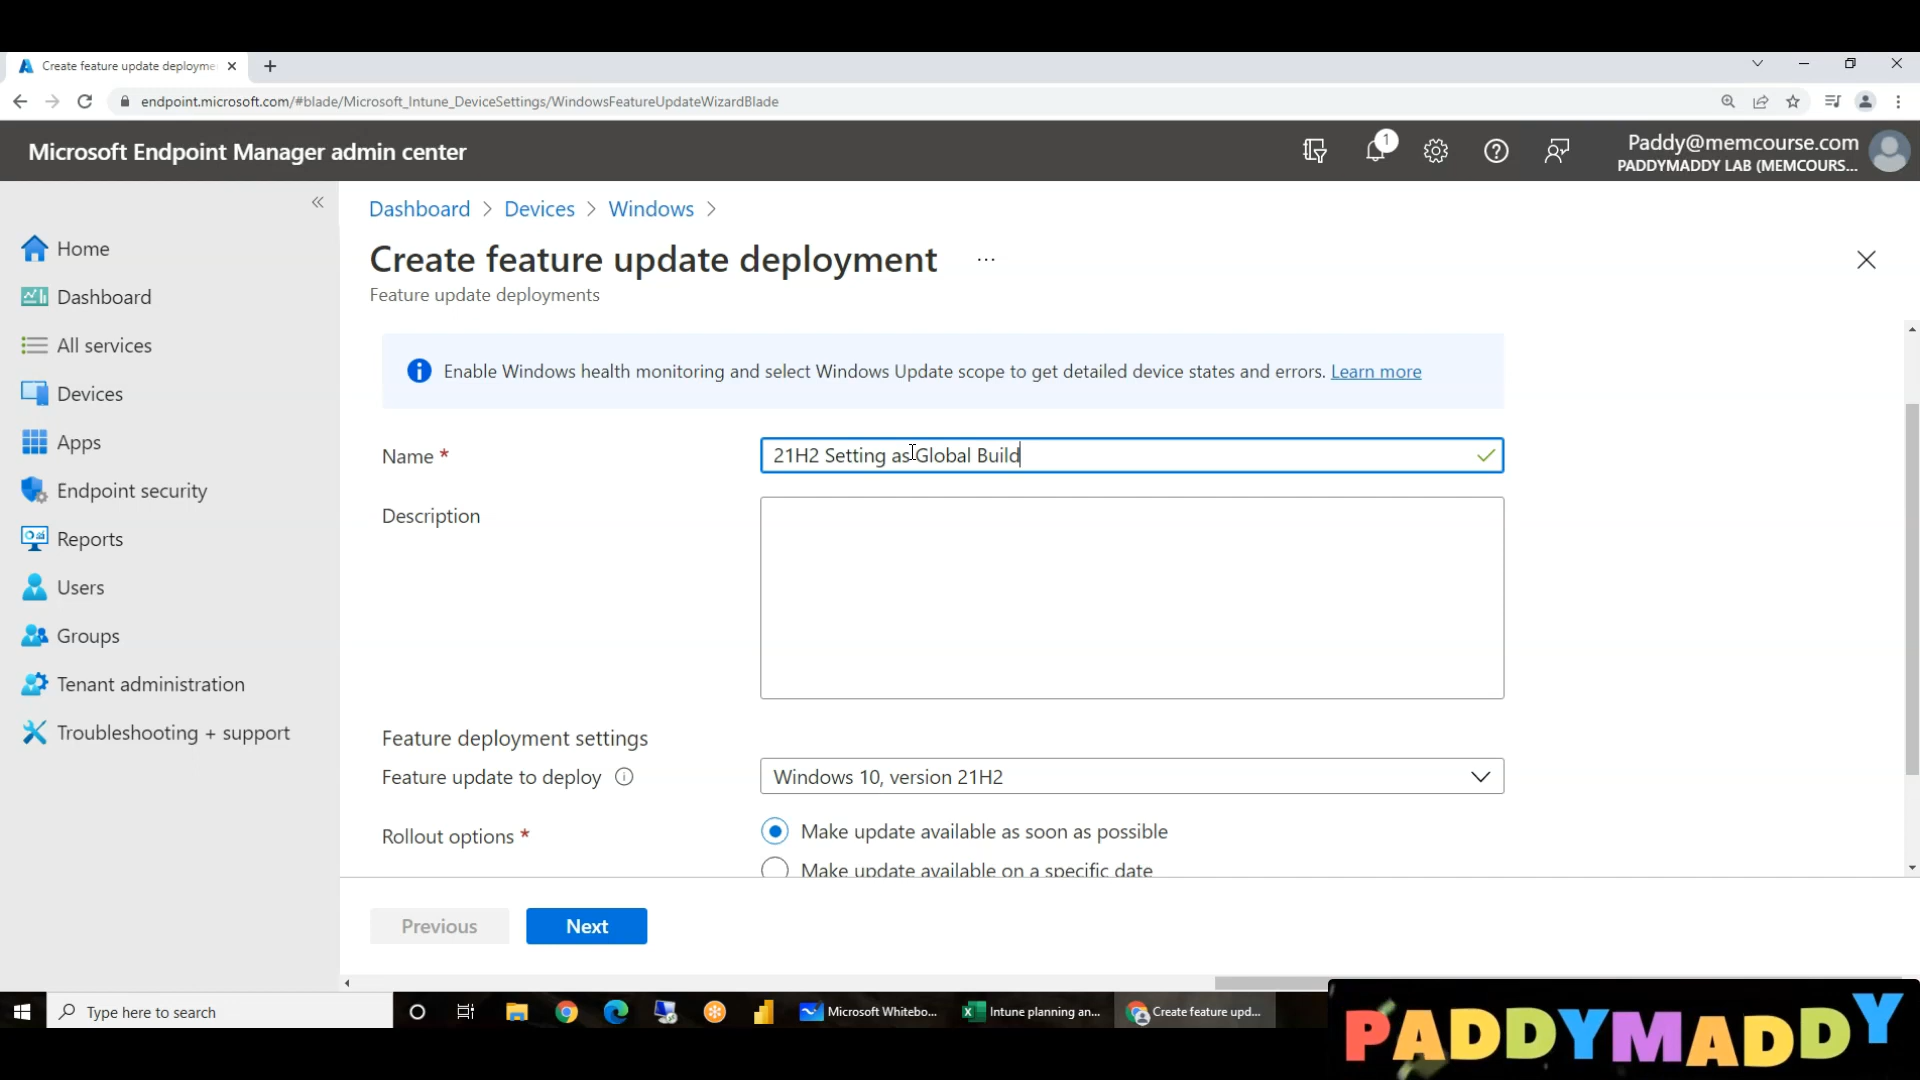 Create feature update deployme
endpoint.microsoft.com/#blade/Microsoft_Intune_DeviceSettings/WindowsFeatureUpdateWizardBlade
Microsoft Endpoint Manager admin center
1
Paddy@memcourse.com
PADDYMADDY LAB (MEMCOURS...
Home
Dashboard
All services
Devices
Apps
Endpoint security
Reports
Users
Groups
Tenant administration
Troubleshooting + support
Dashboard > Devices > Windows >
Create feature update deployment ...
Feature update deployments
Enable Windows health monitoring and select Windows Update scope to get detailed device states and errors. Learn more
Name *
21H2 Setting as Global Build
Description
Feature deployment settings
Feature update to deploy
Windows 10, version 21H2
Rollout options *
Make update available as soon as possible
Make update available on a specific date
Previous
Next
Type here to search
Microsoft Whitebo...
Intune planning an...
Create feature upd...
PADDYMADDY